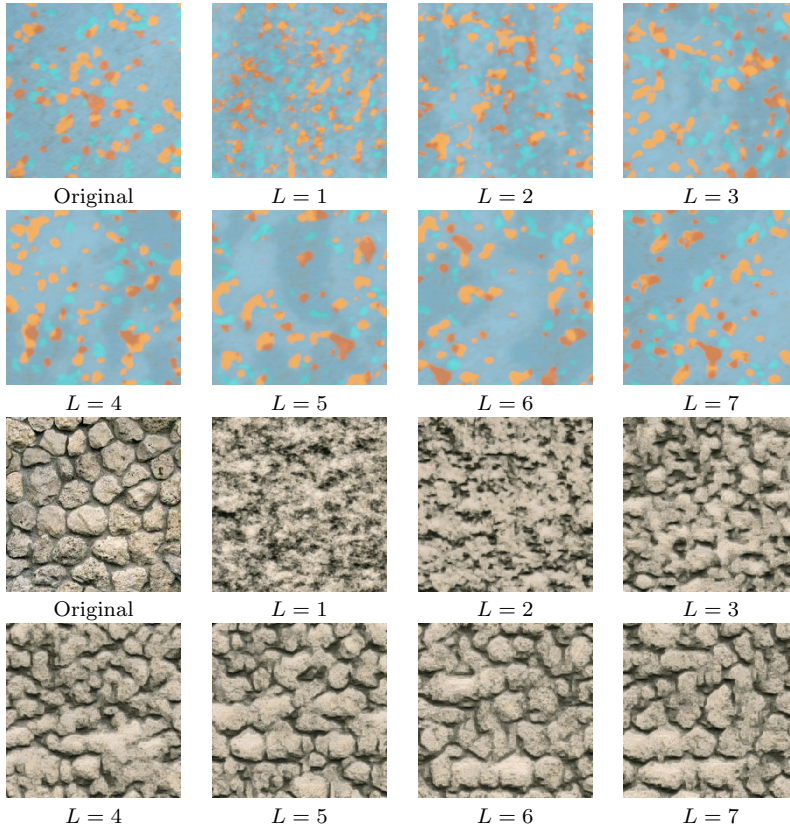 Original L = 1 L = 2 L = 3
L = 4 L = 5 L = 6 L = 7
Original L = 1 L = 2 L = 3
L = 4 L = 5 L = 6 L = 7